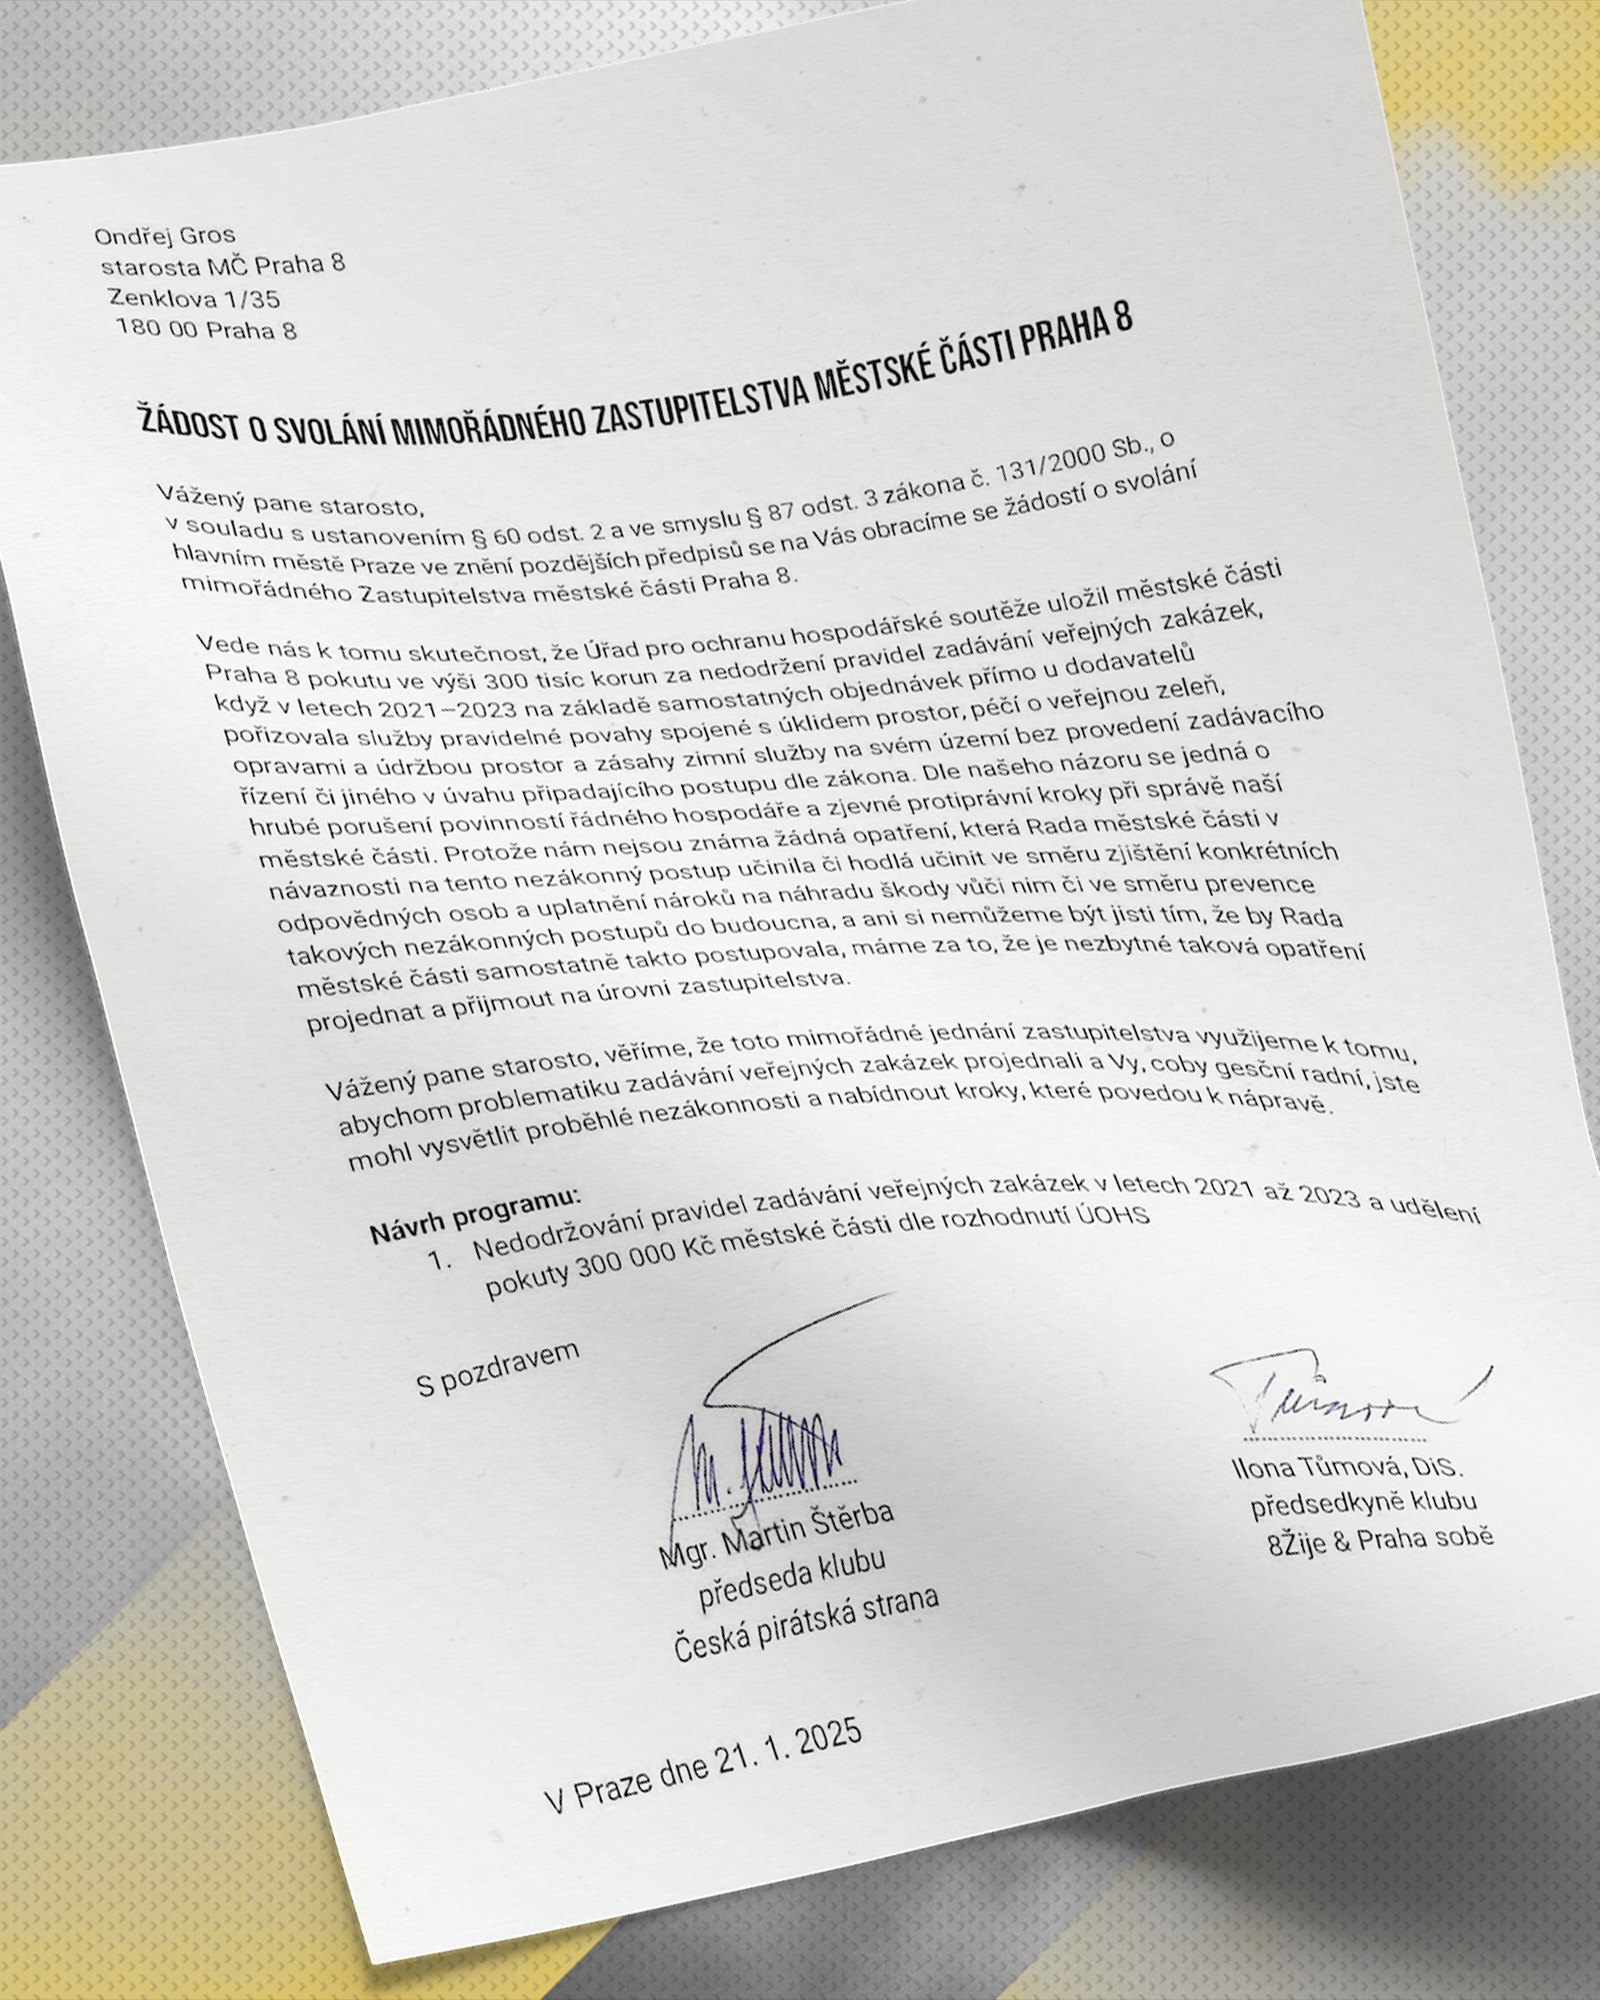 Ondřej Gros
starosta MČ Praha 8
Zenklova 1/35
180 00 Praha 8
ŽÁDOST O SVOLÁNÍ MIMOŘÁDNÉHO ZASTUPITELSTVA MĚSTSKÉ ČÁSTI PRAHA 8
Vážený pane starosto,
v souladu s ustanovením § 60 odst. 2 a ve smyslu § 87 odst. 3 zákona č. 131/2000 Sb., o
hlavním městě Praze ve znění pozdějších předpisů se na Vás obracíme se žádostí o svolání
mimořádného Zastupitelstva městské části Praha 8.
Vede nás k tomu skutečnost, že Úřad pro ochranu hospodářské soutěže uložil městské části
Praha 8 pokutu ve výši 300 tisíc korun za nedodržení pravidel zadávání veřejných zakázek,
když v letech 2021–2023 na základě samostatných objednávek přímo u dodavatelů
pořizovala služby pravidelné povahy spojené s úklidem prostor, péčí o veřejnou zeleň,
opravami a údržbou prostor a zásahy zimní služby na svém území bez provedení zadávacího
řízení či jiného v úvahu připadajícího postupu dle zákona. Dle našeho názoru se jedná o
hrubé porušení povinností řádného hospodáře a zjevné protiprávní kroky při správě naší
městské části. Protože nám nejsou známa žádná opatření, která Rada městské části v
návaznosti na tento nezákonný postup učinila či hodlá učinit ve směru zjištění konkrétních
odpovědných osob a uplatnění nároků na náhradu škody vůči nim či ve směru prevence
takových nezákonných postupů do budoucna, a ani si nemůžeme být jisti tím, že by Rada
městské části samostatně takto postupovala, máme za to, že je nezbytné taková opatření
projednat a přijmout na úrovni zastupitelstva.
Vážený pane starosto, věříme, že toto mimořádné jednání zastupitelstva využijeme k tomu,
abychom problematiku zadávání veřejných zakázek projednali a Vy, coby gesční radní, jste
mohl vysvětlit proběhlé nezákonnosti a nabídnout kroky, které povedou k nápravě.
Návrh programu:
1. Nedodržování pravidel zadávání veřejných zakázek v letech 2021 až 2023 a udělení
pokuty 300 000 Kč městské části dle rozhodnutí ÚOHS
S pozdravem
Mgr. Martin Štěrba
předseda klubu
Česká pirátská strana
Ilona Tůmová, DiS.
předsedkyně klubu
8Žije & Praha sobě
V Praze dne 21. 1. 2025